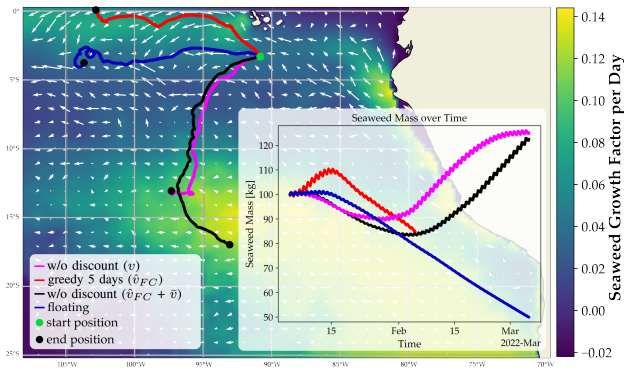 0°
5°S
10°S
15°S
20°S
25°S
105°W
100°W
95°W
90°W
85°W
80°W
75°W
70°W
w/o discount (v)
greedy 5 days (v̂_FC)
w/o discount (v̂_FC + v̄)
floating
start position
end position
Seaweed Mass over Time
Seaweed Mass [kg]
120
110
100
90
80
70
60
50
15
Feb
15
Mar
2022-Mar
Time
0.14
0.12
0.10
0.08
0.06
0.04
0.02
0.00
−0.02
Seaweed Growth Factor per Day